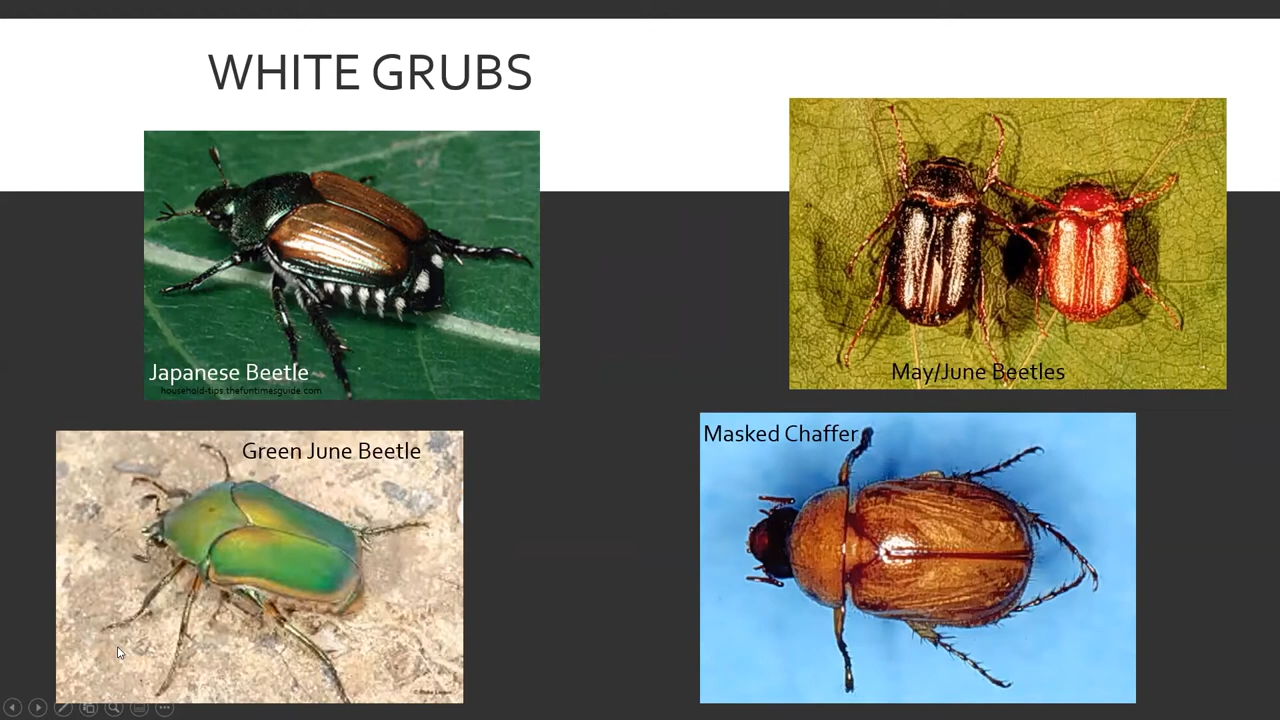 WHITE GRUBS
Japanese Beetle
household-tips.thefuntimesguide.com
May/June Beetles
Green June Beetle
Masked Chaffer